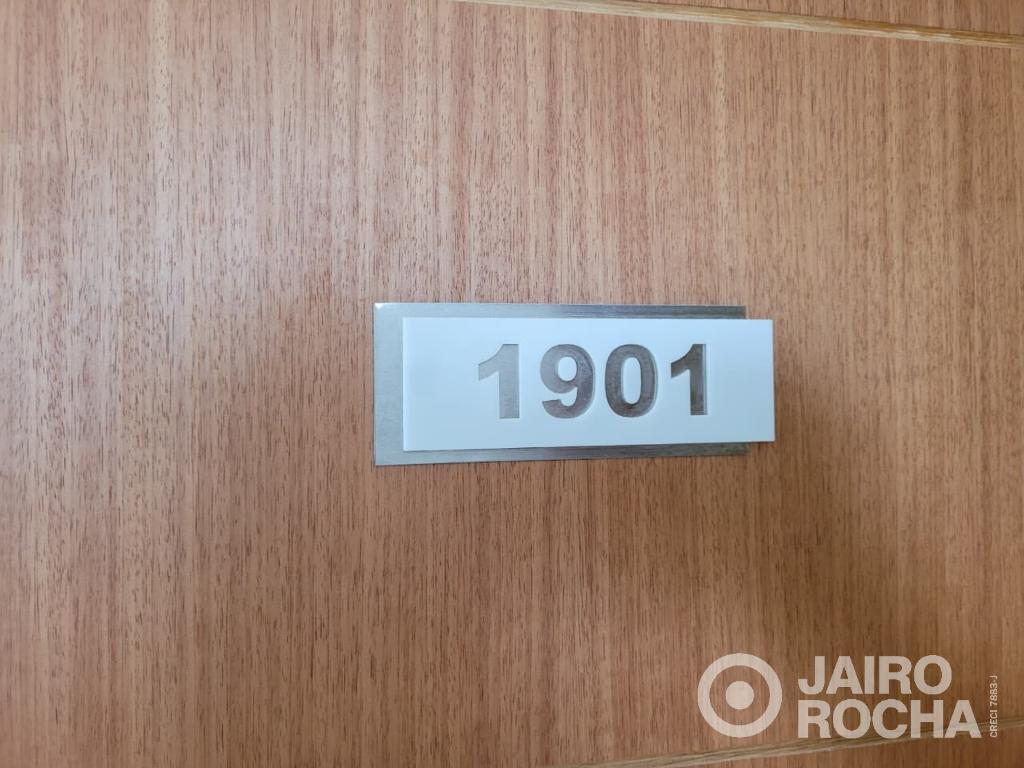 1901
JAIRO
ROCHA
CRECI 7883-J